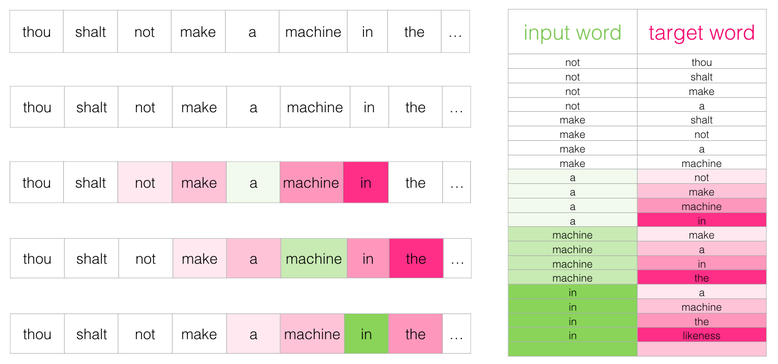 thou shalt not make a machine in the ...
thou shalt not make a machine in the ...
thou shalt not make a machine in the ...
thou shalt not make a machine in the ...
thou shalt not make a machine in the ...
input word target word
not thou
not shalt
not make
not a
make shalt
make not
make a
make machine
a not
a make
a machine
a in
machine make
machine a
machine in
machine the
in a
in machine
in the
in likeness